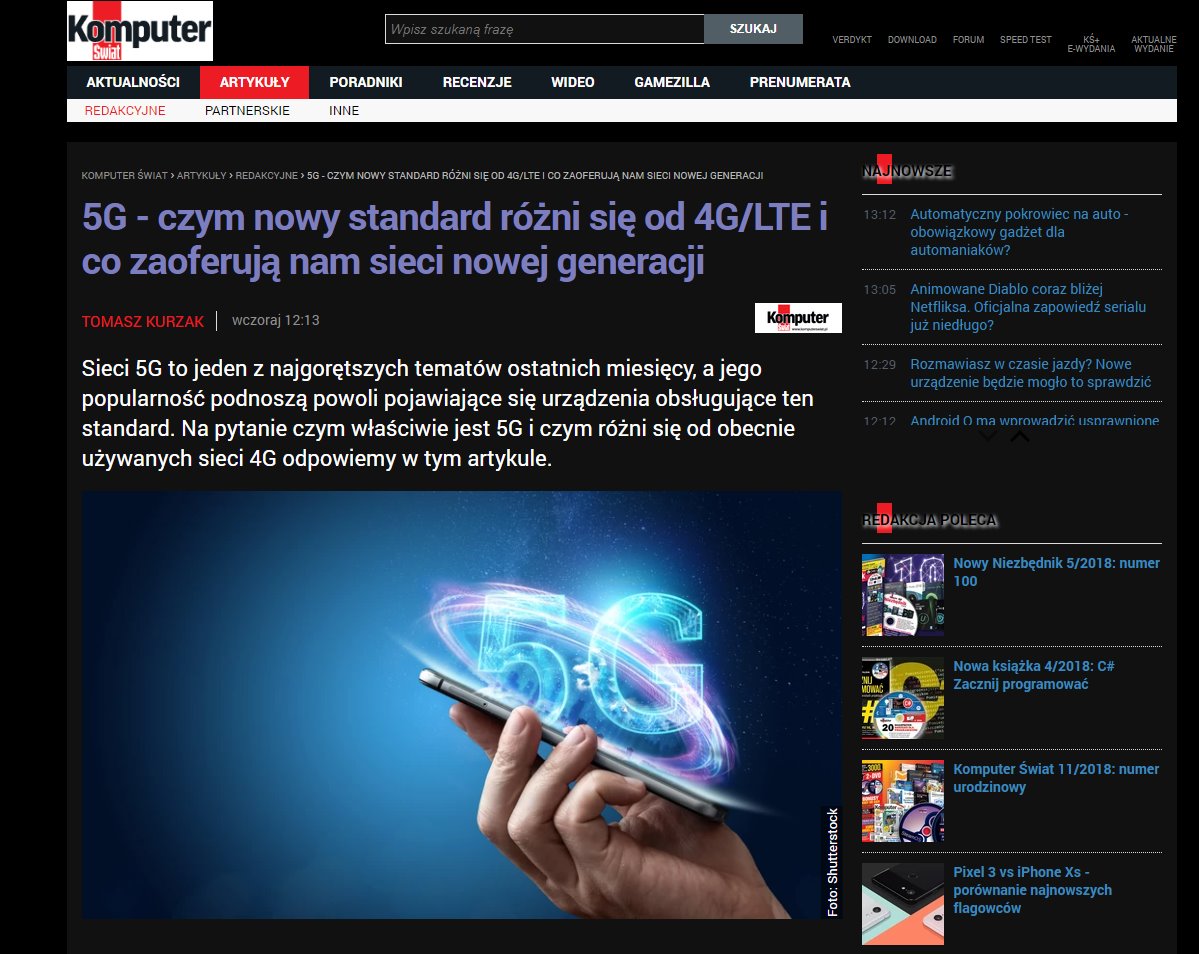 Komputer
Świat
Wpisz szukaną frazę
SZUKAJ
VERDYKT
DOWNLOAD
FORUM
SPEED TEST
KŚ+
E-WYDANIA
AKTUALNE
WYDANIE
AKTUALNOŚCI
ARTYKUŁY
PORADNIKI
RECENZJE
WIDEO
GAMEZILLA
PRENUMERATA
REDAKCYJNE
PARTNERSKIE
INNE
KOMPUTER ŚWIAT › ARTYKUŁY › REDAKCYJNE › 5G - CZYM NOWY STANDARD RÓŻNI SIĘ OD 4G/LTE I CO ZAOFERUJĄ NAM SIECI NOWEJ GENERACJI
5G - czym nowy standard różni się od 4G/LTE i
co zaoferują nam sieci nowej generacji
TOMASZ KURZAK
wczoraj 12:13
Komputer
Świat
www.komputerswiat.pl
Sieci 5G to jeden z najgorętszych tematów ostatnich miesięcy, a jego
popularność podnoszą powoli pojawiające się urządzenia obsługujące ten
standard. Na pytanie czym właściwie jest 5G i czym różni się od obecnie
używanych sieci 4G odpowiemy w tym artykule.
5G
Foto: Shutterstock
NAJNOWSZE
13:12 Automatyczny pokrowiec na auto -
obowiązkowy gadżet dla
automaniaków?
13:05 Animowane Diablo coraz bliżej
Netfliksa. Oficjalna zapowiedź serialu
już niedługo?
12:29 Rozmawiasz w czasie jazdy? Nowe
urządzenie będzie mogło to sprawdzić
12:12 Android Q ma wprowadzić usprawnione
REDAKCJA POLECA
Nowy Niezbędnik 5/2018: numer
100
Nowa książka 4/2018: C#
Zacznij programować
Komputer Świat 11/2018: numer
urodzinowy
Pixel 3 vs iPhone Xs -
porównanie najnowszych
flagowców